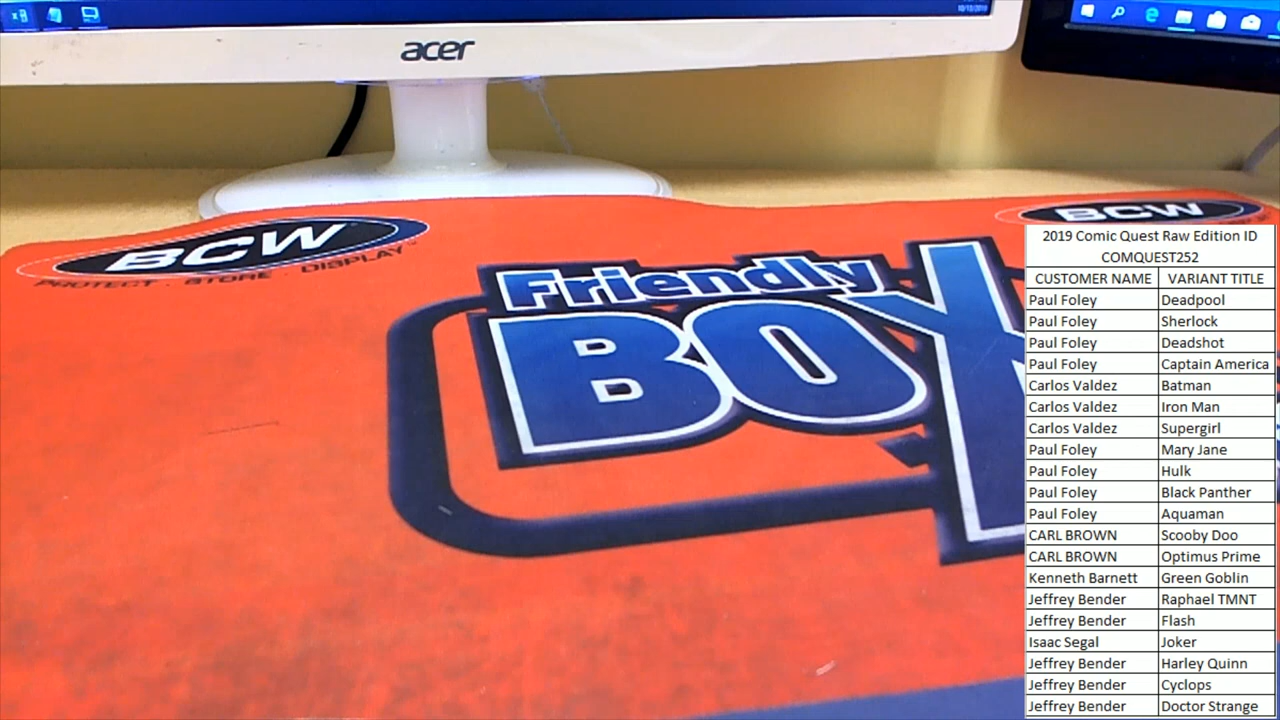 acer
BCW
PROTECT · STORE · DISPLAY
BCW
Friendly
BOX
2019 Comic Quest Raw Edition ID
COMQUEST252
CUSTOMER NAME VARIANT TITLE
Paul Foley Deadpool
Paul Foley Sherlock
Paul Foley Deadshot
Paul Foley Captain America
Carlos Valdez Batman
Carlos Valdez Iron Man
Carlos Valdez Supergirl
Paul Foley Mary Jane
Paul Foley Hulk
Paul Foley Black Panther
Paul Foley Aquaman
CARL BROWN Scooby Doo
CARL BROWN Optimus Prime
Kenneth Barnett Green Goblin
Jeffrey Bender Raphael TMNT
Jeffrey Bender Flash
Isaac Segal Joker
Jeffrey Bender Harley Quinn
Jeffrey Bender Cyclops
Jeffrey Bender Doctor Strange